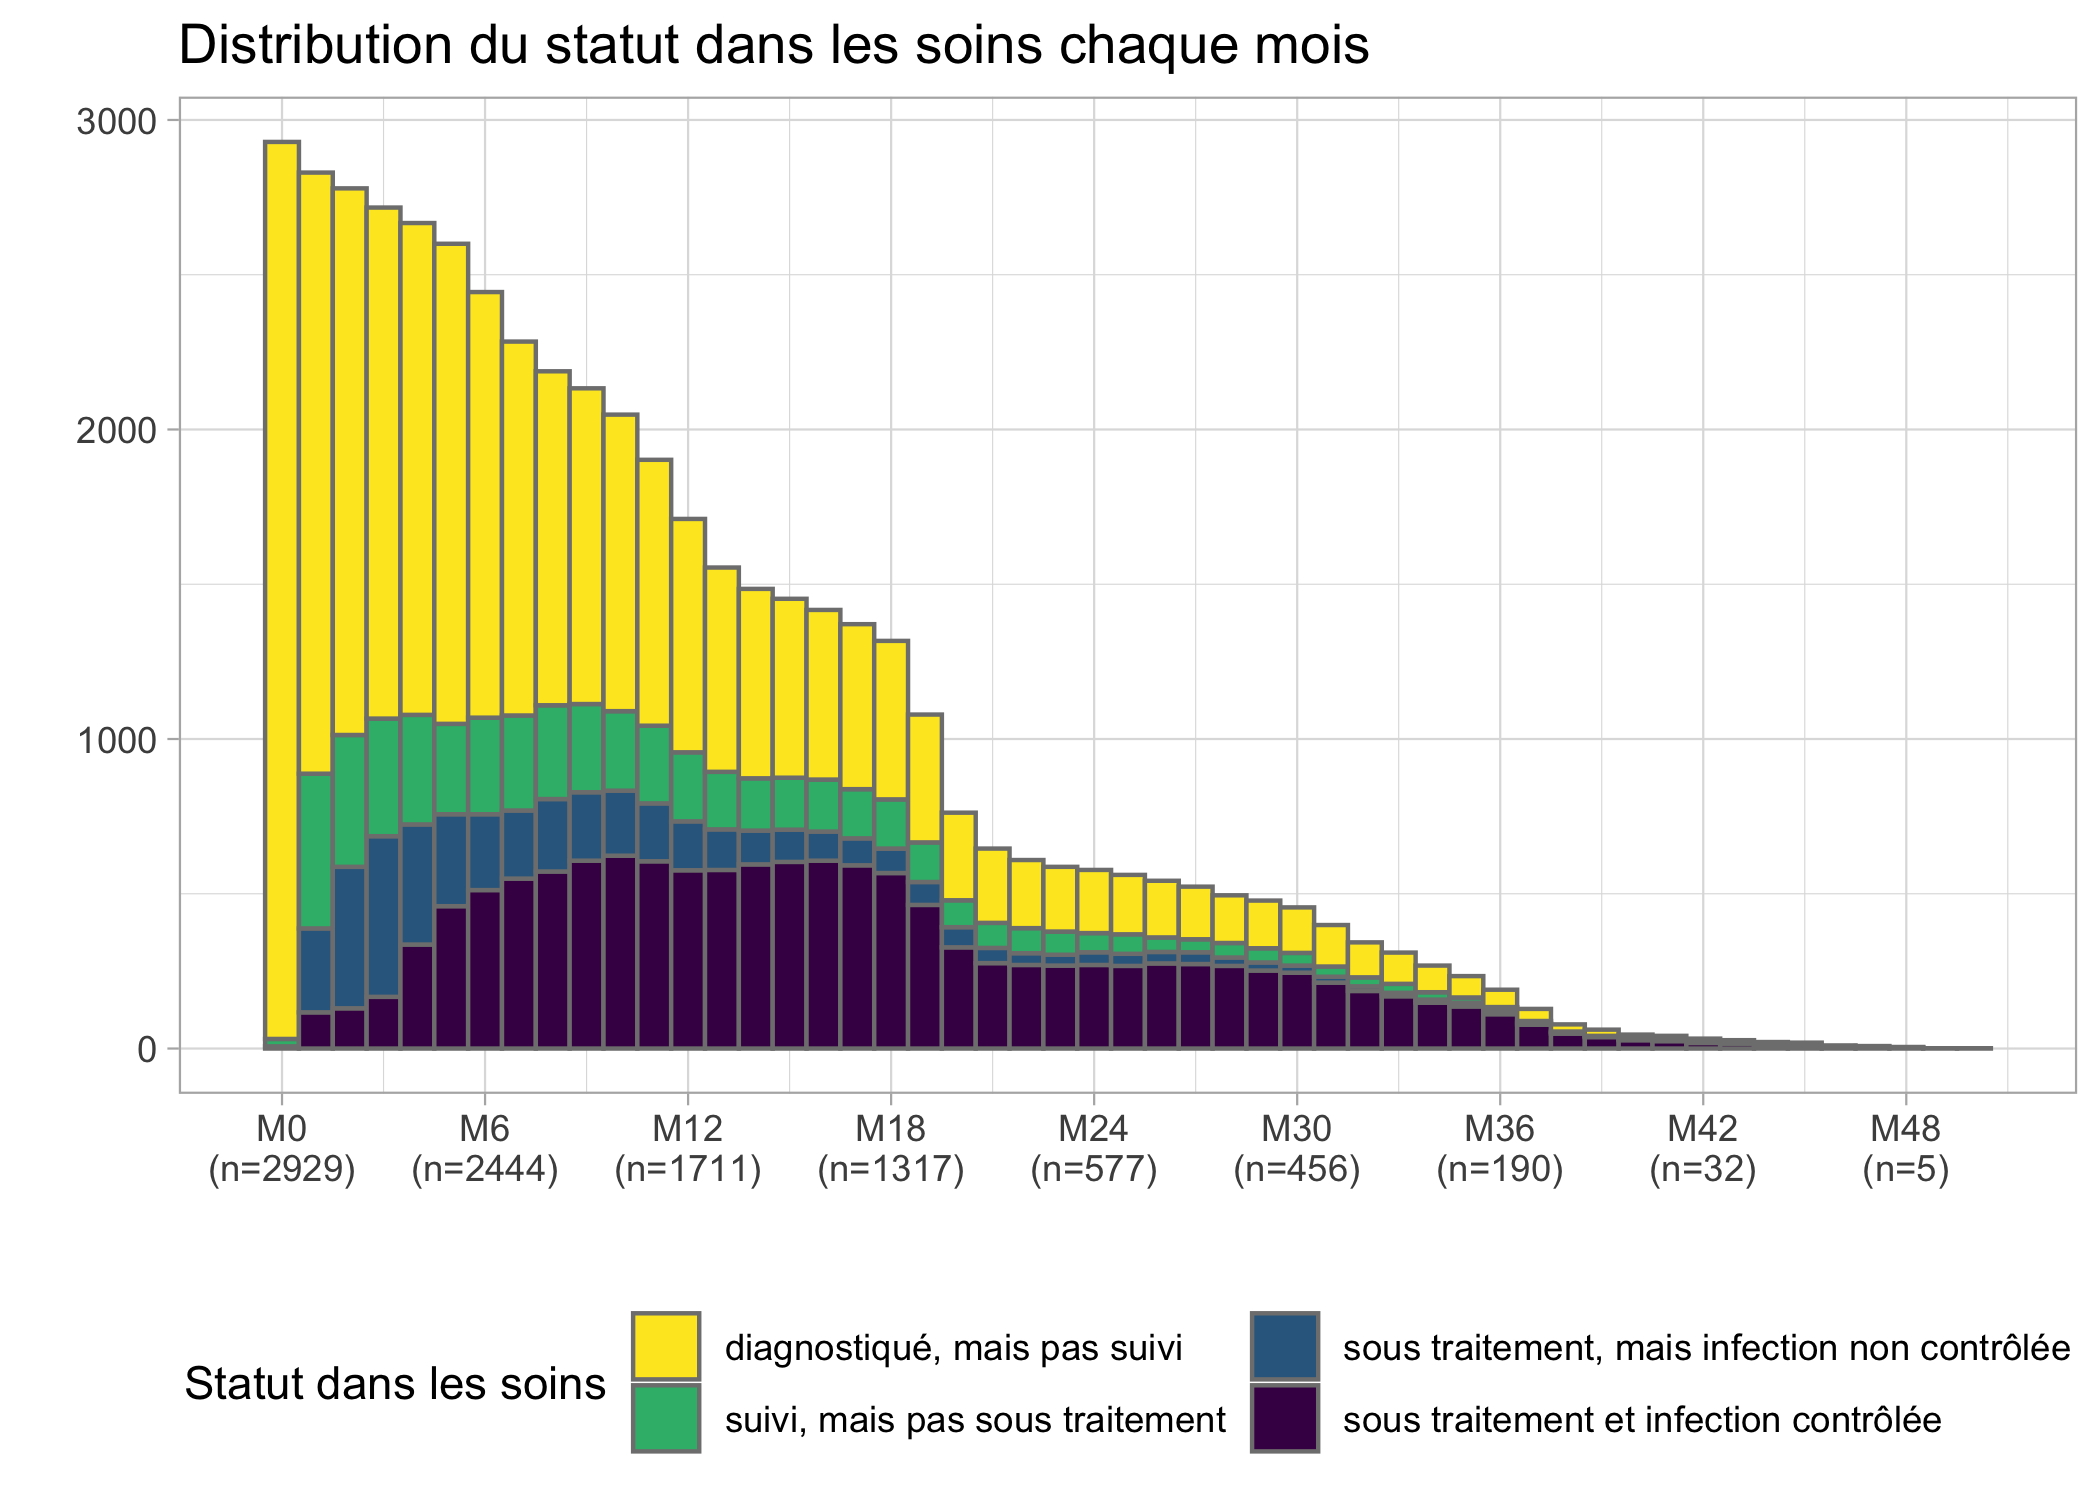 Distribution du statut dans les soins chaque mois
3000
2000
1000
0
M0 M6 M12 M18 M24 M30 M36 M42 M48
(n=2929) (n=2444) (n=1711) (n=1317) (n=577) (n=456) (n=190) (n=32) (n=5)
Statut dans les soins
diagnostiqué, mais pas suivi
suivi, mais pas sous traitement
sous traitement, mais infection non contrôlée
sous traitement et infection contrôlée